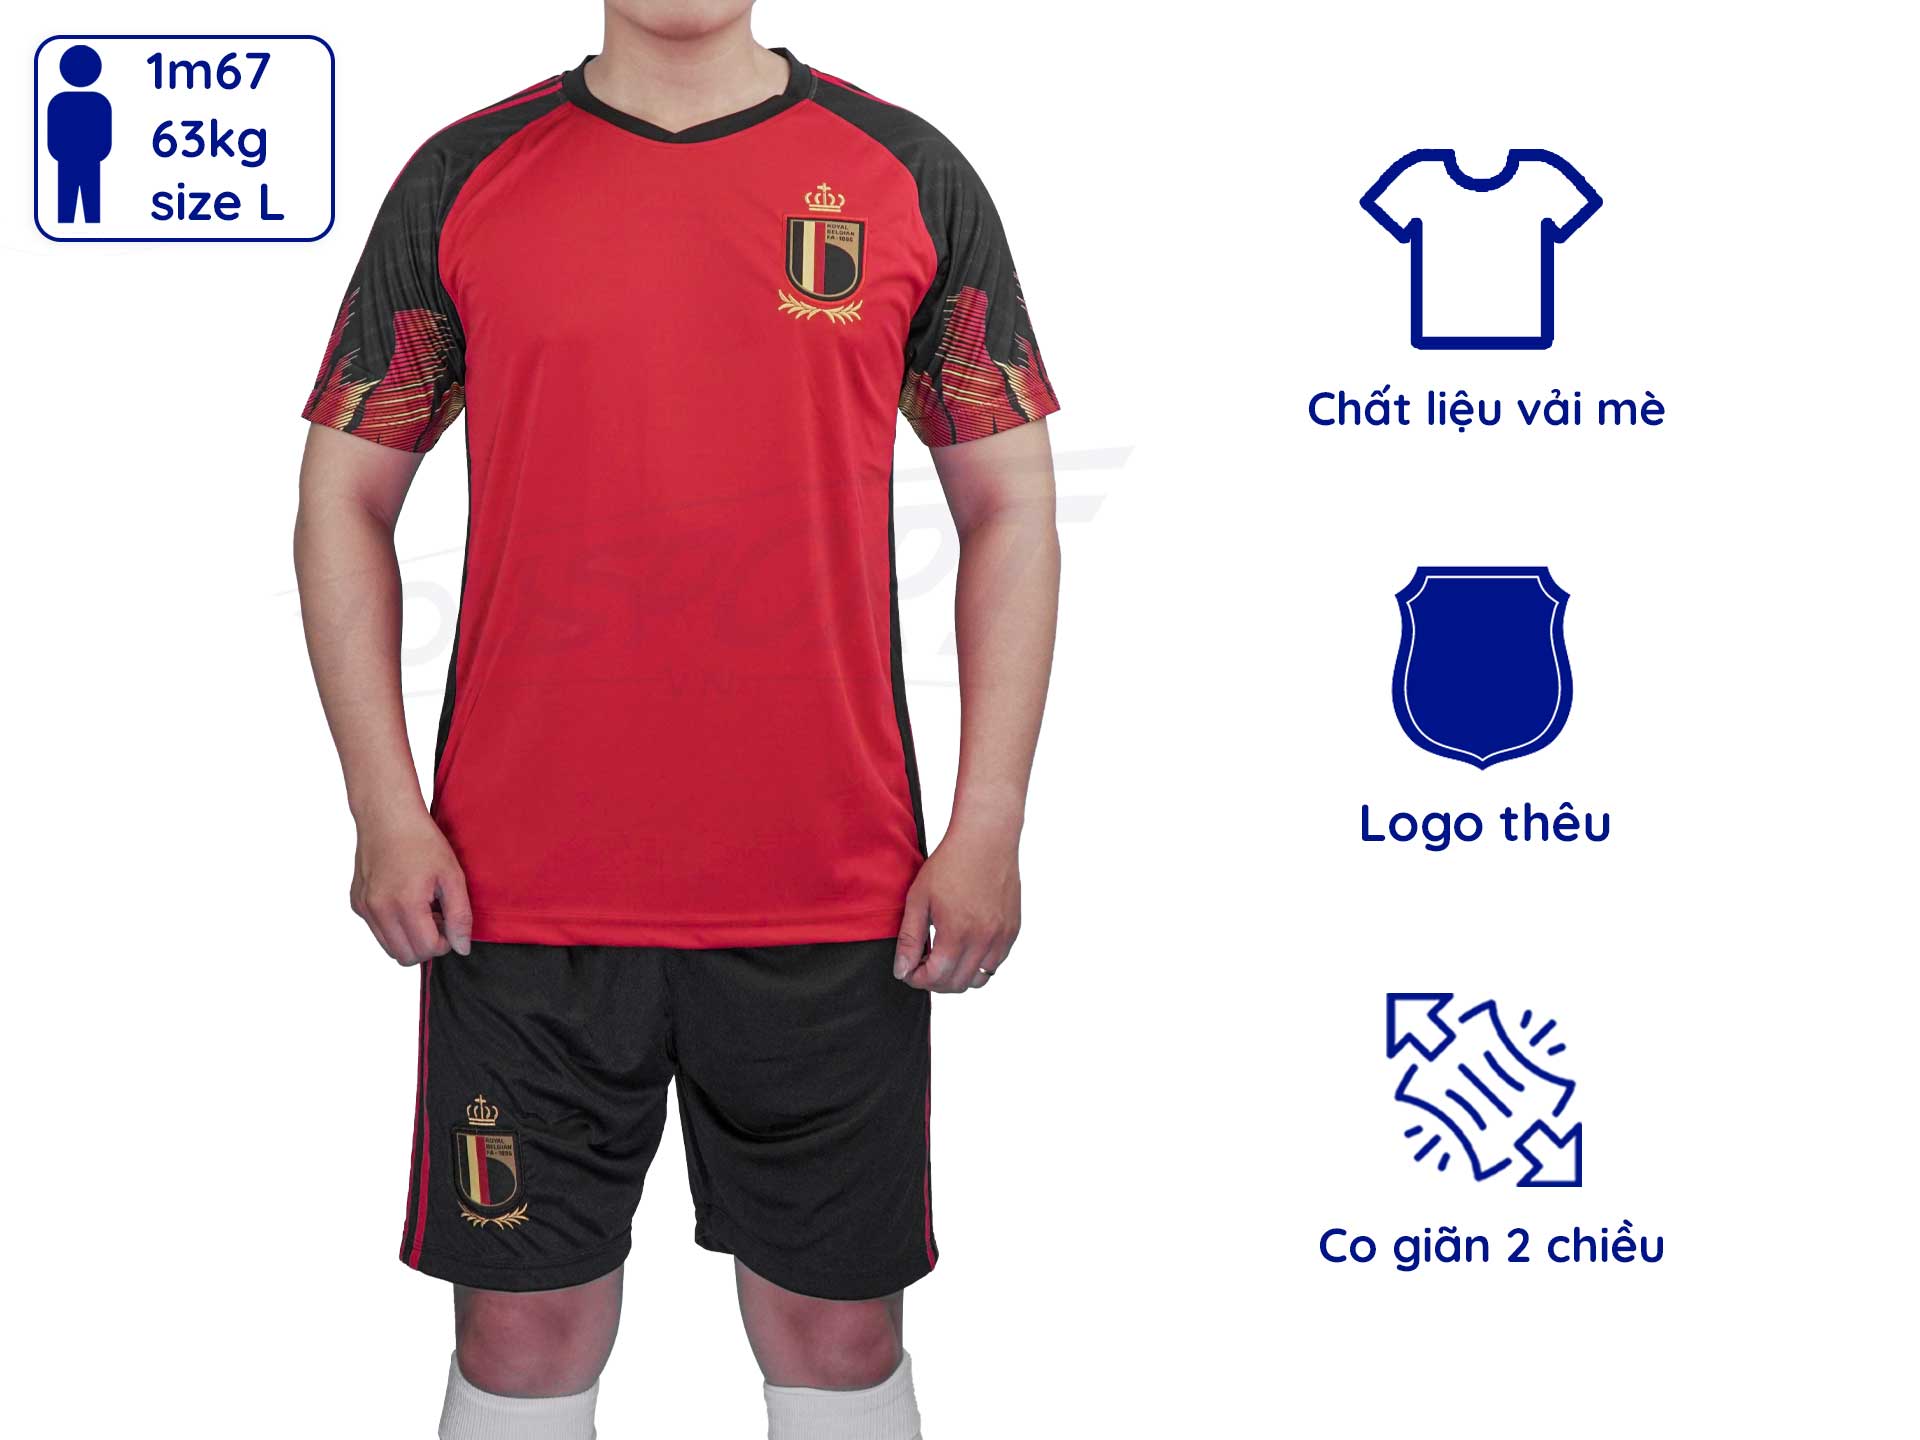 1m67
63kg
size L
ROYAL
BELGIAN
FA-1895
Chất liệu vải mè
VN
Logo thêu
ROYAL
BELGIAN
FA-1895
Co giãn 2 chiều